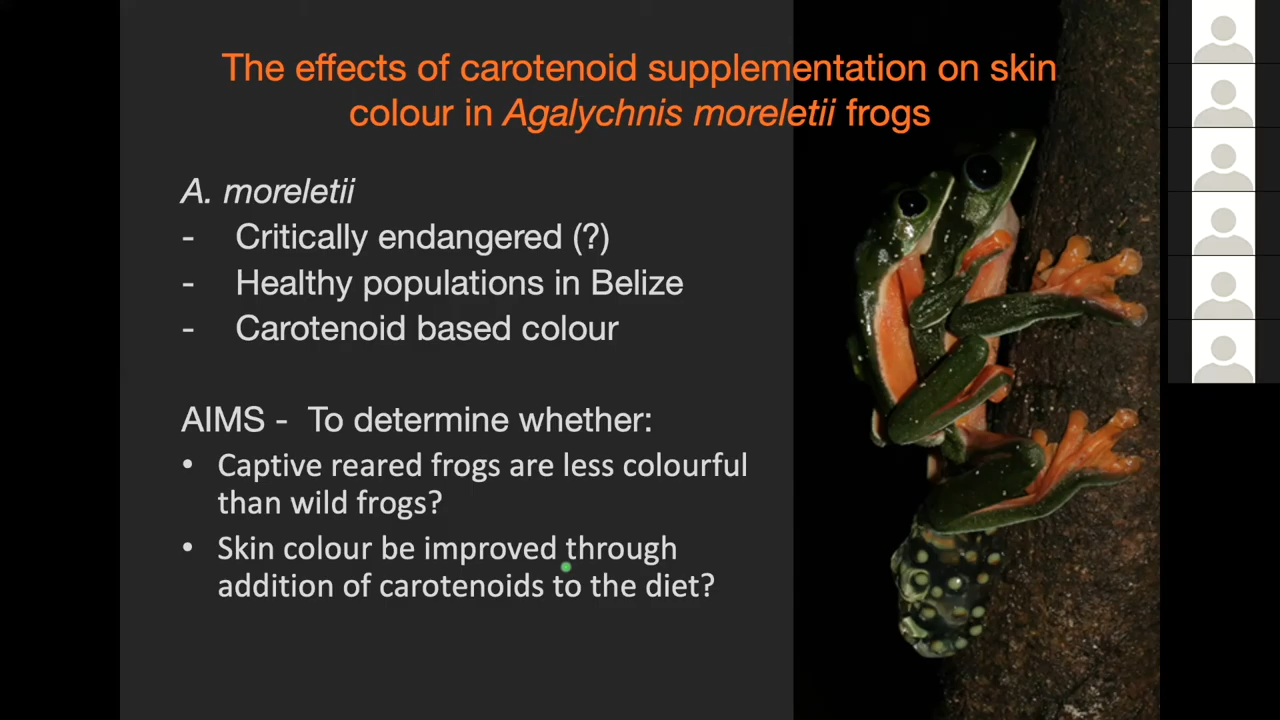 The effects of carotenoid supplementation on skin
colour in Agalychnis moreletii frogs
A. moreletii
- Critically endangered (?)
- Healthy populations in Belize
- Carotenoid based colour
AIMS - To determine whether:
• Captive reared frogs are less colourful
than wild frogs?
• Skin colour be improved through
addition of carotenoids to the diet?